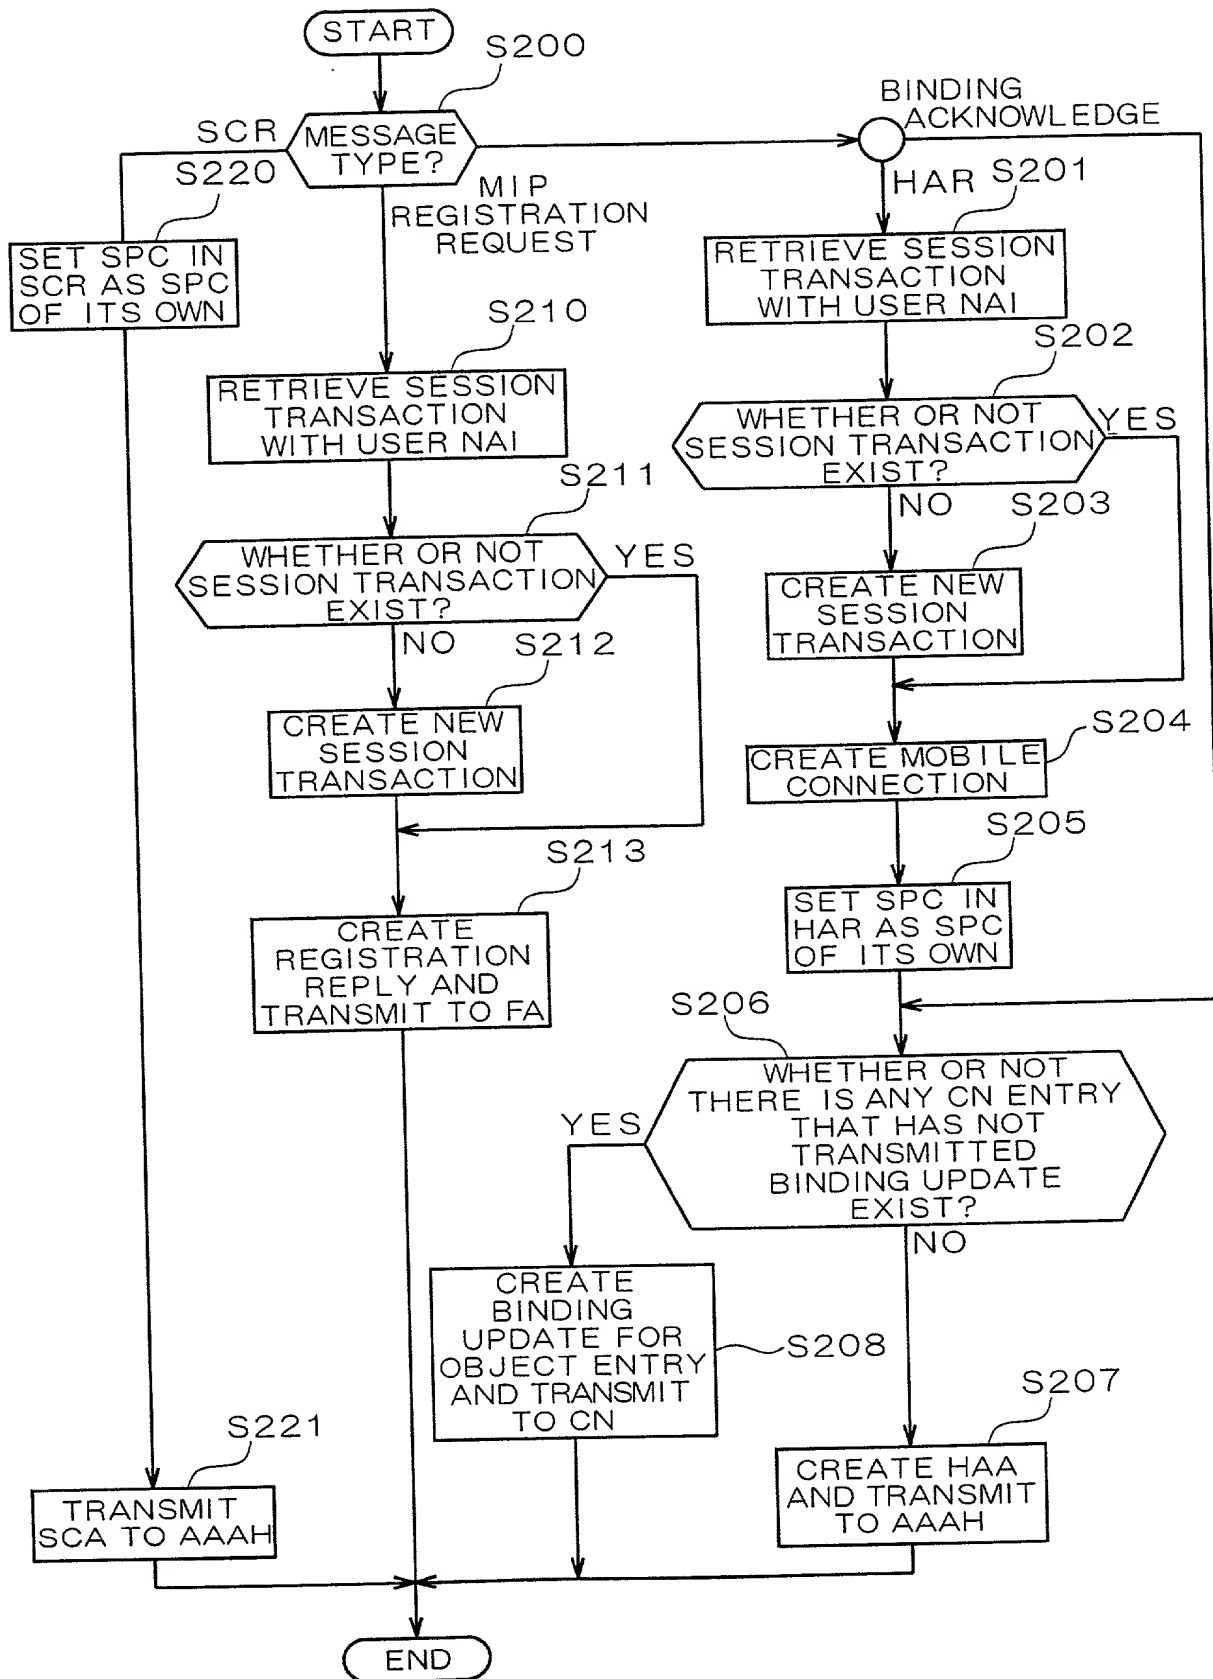 START
S200
MESSAGE
TYPE?
SCR
S220
SET SPC IN
SCR AS SPC
OF ITS OWN
MIP
REGISTRATION
REQUEST
BINDING
ACKNOWLEDGE
HAR
S201
RETRIEVE SESSION
TRANSACTION
WITH USER NAI
S210
RETRIEVE SESSION
TRANSACTION
WITH USER NAI
S202
WHETHER OR NOT
SESSION TRANSACTION
EXIST?
YES
NO
S211
WHETHER OR NOT
SESSION TRANSACTION
EXIST?
YES
NO
S203
CREATE NEW
SESSION
TRANSACTION
S212
CREATE NEW
SESSION
TRANSACTION
S204
CREATE MOBILE
CONNECTION
S205
SET SPC IN
HAR AS SPC
OF ITS OWN
S213
CREATE
REGISTRATION
REPLY AND
TRANSMIT TO FA
S206
WHETHER OR NOT
THERE IS ANY CN ENTRY
THAT HAS NOT
TRANSMITTED
BINDING UPDATE
EXIST?
YES
NO
CREATE
BINDING
UPDATE FOR
OBJECT ENTRY
AND TRANSMIT
TO CN
S208
S207
CREATE HAA
AND TRANSMIT
TO AAAH
S221
TRANSMIT
SCA TO AAAH
END